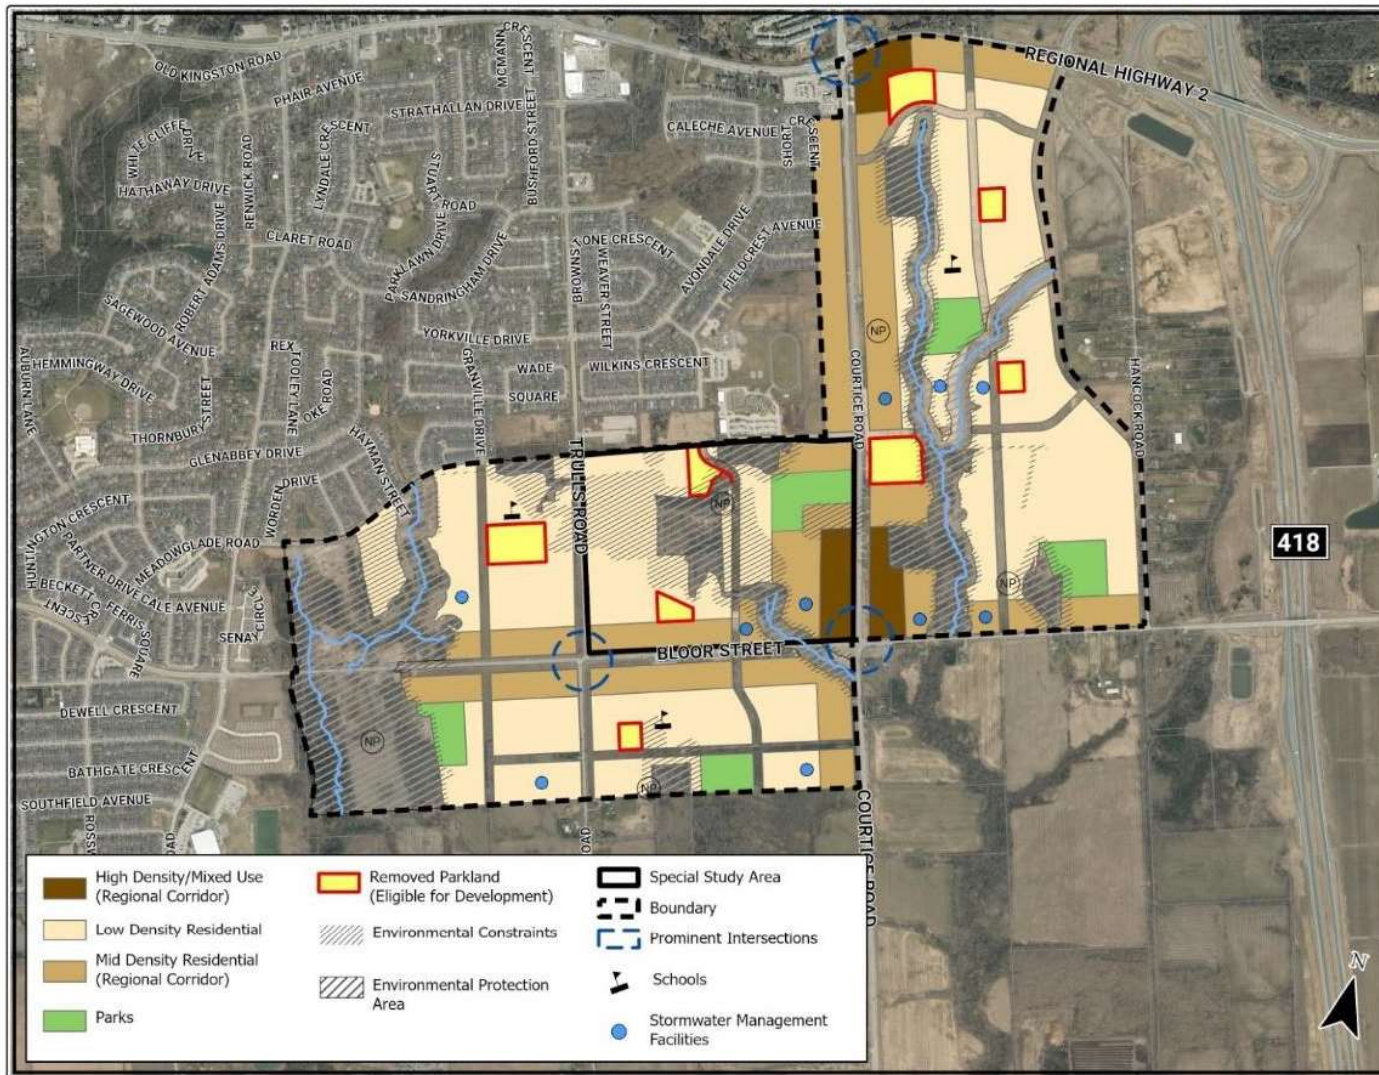 REGIONAL HIGHWAY 2
OLD KINGSTON ROAD
PHAIR AVENUE
MCMANN
CRESCENT
STRATHALLAN DRIVE
BUSHFORD STREET
CALECHE AVENUE
SHORT
CRESCENT
WHITECLIFFE
DRIVE
HATHAWAY DRIVE
RENWICK ROAD
LYNDALE CRESCENT
STUART
ROAD
ROBERT ADAMS DRIVE
CLARET ROAD
PARKLAWN DRIVE
SANDRINGHAM DRIVE
BROWNSTONE CRESCENT
WEAVER STREET
AVONDALE DRIVE
FIELDCREST AVENUE
SAGEWOOD AVENUE
YORKVILLE DRIVE
HEMMINGWAY DRIVE
AUBURN LANE
REX
TOOLEY LANE
OKE ROAD
GRANVILLE DRIVE
WADE
SQUARE
WILKINS CRESCENT
NP
COURTICE ROAD
HANCOCK ROAD
THORNBURY STREET
GLENABBEY DRIVE
HAYMAN STREET
TRULLS ROAD
WORDEN
DRIVE
HUNTINGTON CRESCENT
PARTNER DRIVE
MEADOWGLADE ROAD
NP
418
BECKETT CRESCENT
FERRIS
SQUARE
CALE AVENUE
SENAY
CIRCLE
NP
BLOOR STREET
DEWELL CRESCENT
NP
BATHGATE CRESCENT
SOUTHFIELD AVENUE
NP
COURTICE ROAD
High Density/Mixed Use
(Regional Corridor)
Low Density Residential
Mid Density Residential
(Regional Corridor)
Parks
Removed Parkland
(Eligible for Development)
Environmental Constraints
Environmental Protection
Area
Special Study Area
Boundary
Prominent Intersections
Schools
Stormwater Management
Facilities
N